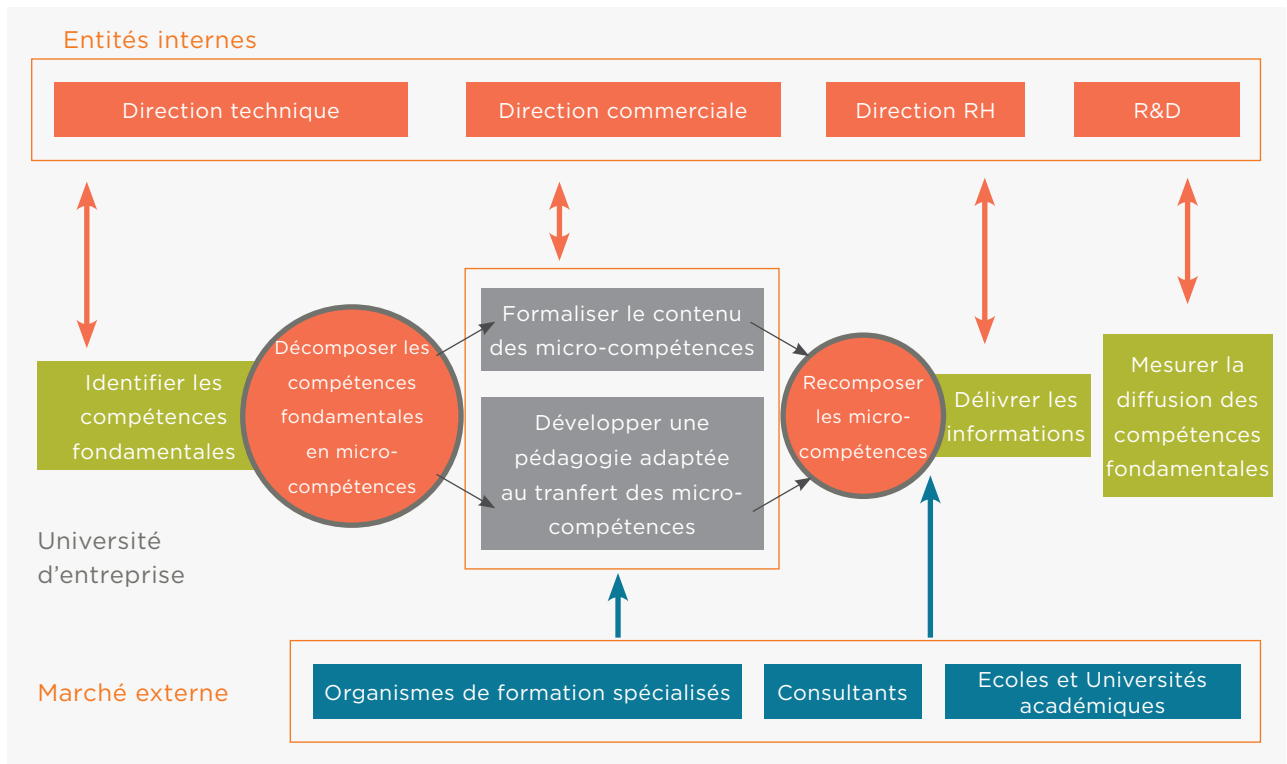 Entités internes
Direction technique
Direction commerciale
Direction RH
R&D
Identifier les
compétences
fondamentales
Décomposer les
compétences
fondamentales
en micro-
compétences
Formaliser le contenu
des micro-compétences
Développer une
pédagogie adaptée
au tranfert des micro-
compétences
Recomposer
les micro-
compétences
Délivrer les
informations
Mesurer la
diffusion des
compétences
fondamentales
Université
d'entreprise
Marché externe
Organismes de formation spécialisés
Consultants
Ecoles et Universités
académiques